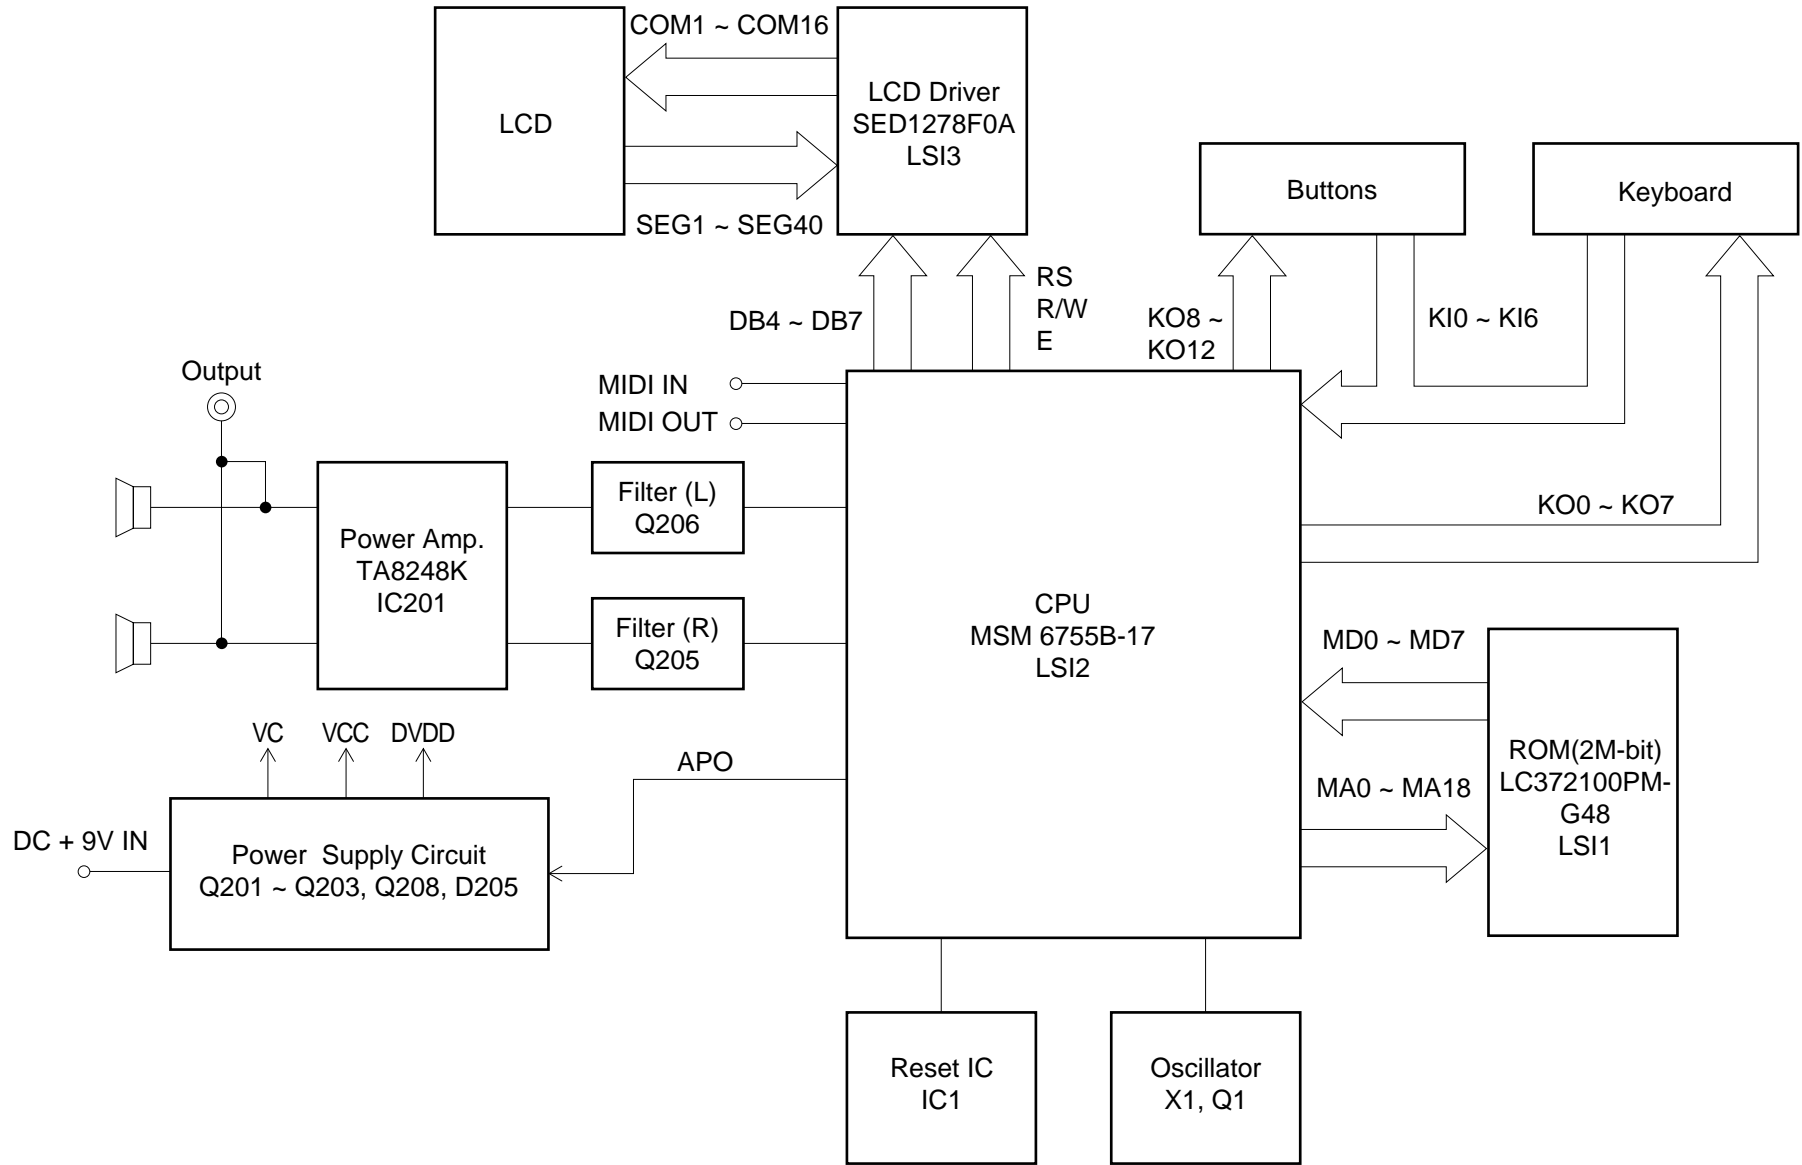 COM1 ~ COM16
LCD
LCD Driver
SED1278F0A
LSI3
SEG1 ~ SEG40
Buttons
Keyboard
DB4 ~ DB7
RS
R/W
E
KO8 ~
KO12
KI0 ~ KI6
Output
MIDI IN
MIDI OUT
Filter (L)
Q206
KO0 ~ KO7
Power Amp.
TA8248K
IC201
Filter (R)
Q205
CPU
MSM 6755B-17
LSI2
MD0 ~ MD7
VC
VCC
DVDD
APO
MA0 ~ MA18
ROM(2M-bit)
LC372100PM-
G48
LSI1
DC + 9V IN
Power  Supply Circuit
Q201 ~ Q203, Q208, D205
Reset IC
IC1
Oscillator
X1, Q1